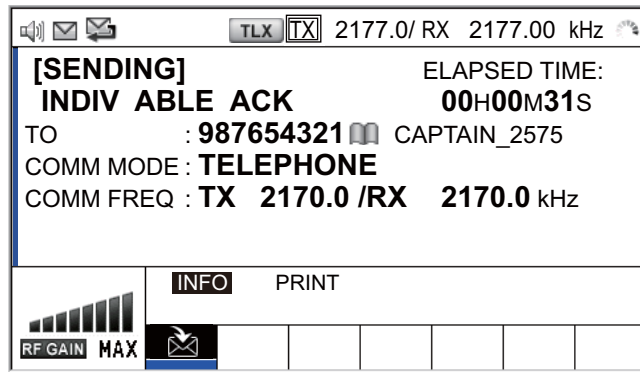 TLX TX 2177.0/ RX 2177.00 kHz
[SENDING] ELAPSED TIME:
INDIV ABLE ACK 00H00M31S
TO : 987654321 CAPTAIN_2575
COMM MODE : TELEPHONE
COMM FREQ : TX 2170.0 /RX 2170.0 kHz
INFO PRINT
RF GAIN MAX